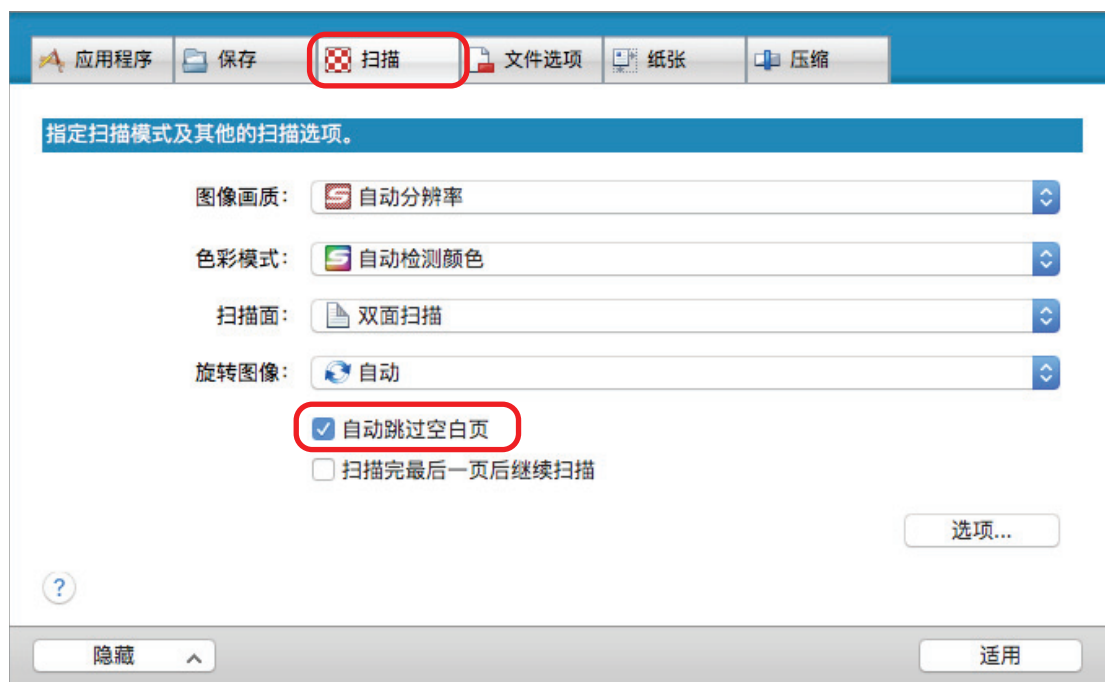 应用程序 保存 扫描 文件选项 纸张 压缩
指定扫描模式及其他的扫描选项。
图像画质: 自动分辨率
色彩模式: 自动检测颜色
扫描面: 双面扫描
旋转图像: 自动
自动跳过空白页
扫描完最后一页后继续扫描
选项...
?
隐藏 适用